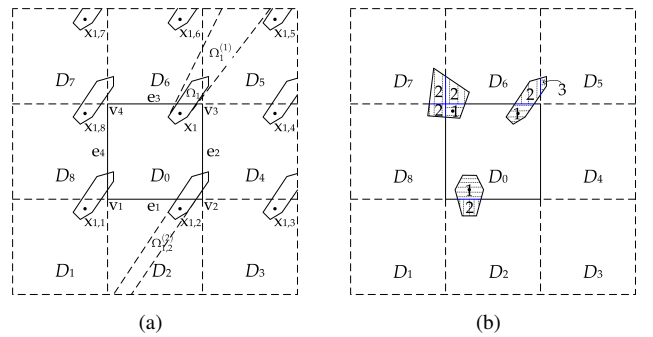 x1,7 x1,6 x1,5
Ω1(1)
D7 D6 D5 D7 D6 D5
Ω1 2 2 2 3
e3 2 1 1
v4 v3
x1,8 x1 x1,4
e4 e2
D8 D0 D4 D8 D0 D4
1
v1 e1 v2 2
x1,1 x1,2 x1,3
Ω1,2(2)
D1 D2 D3 D1 D2 D3
(a) (b)